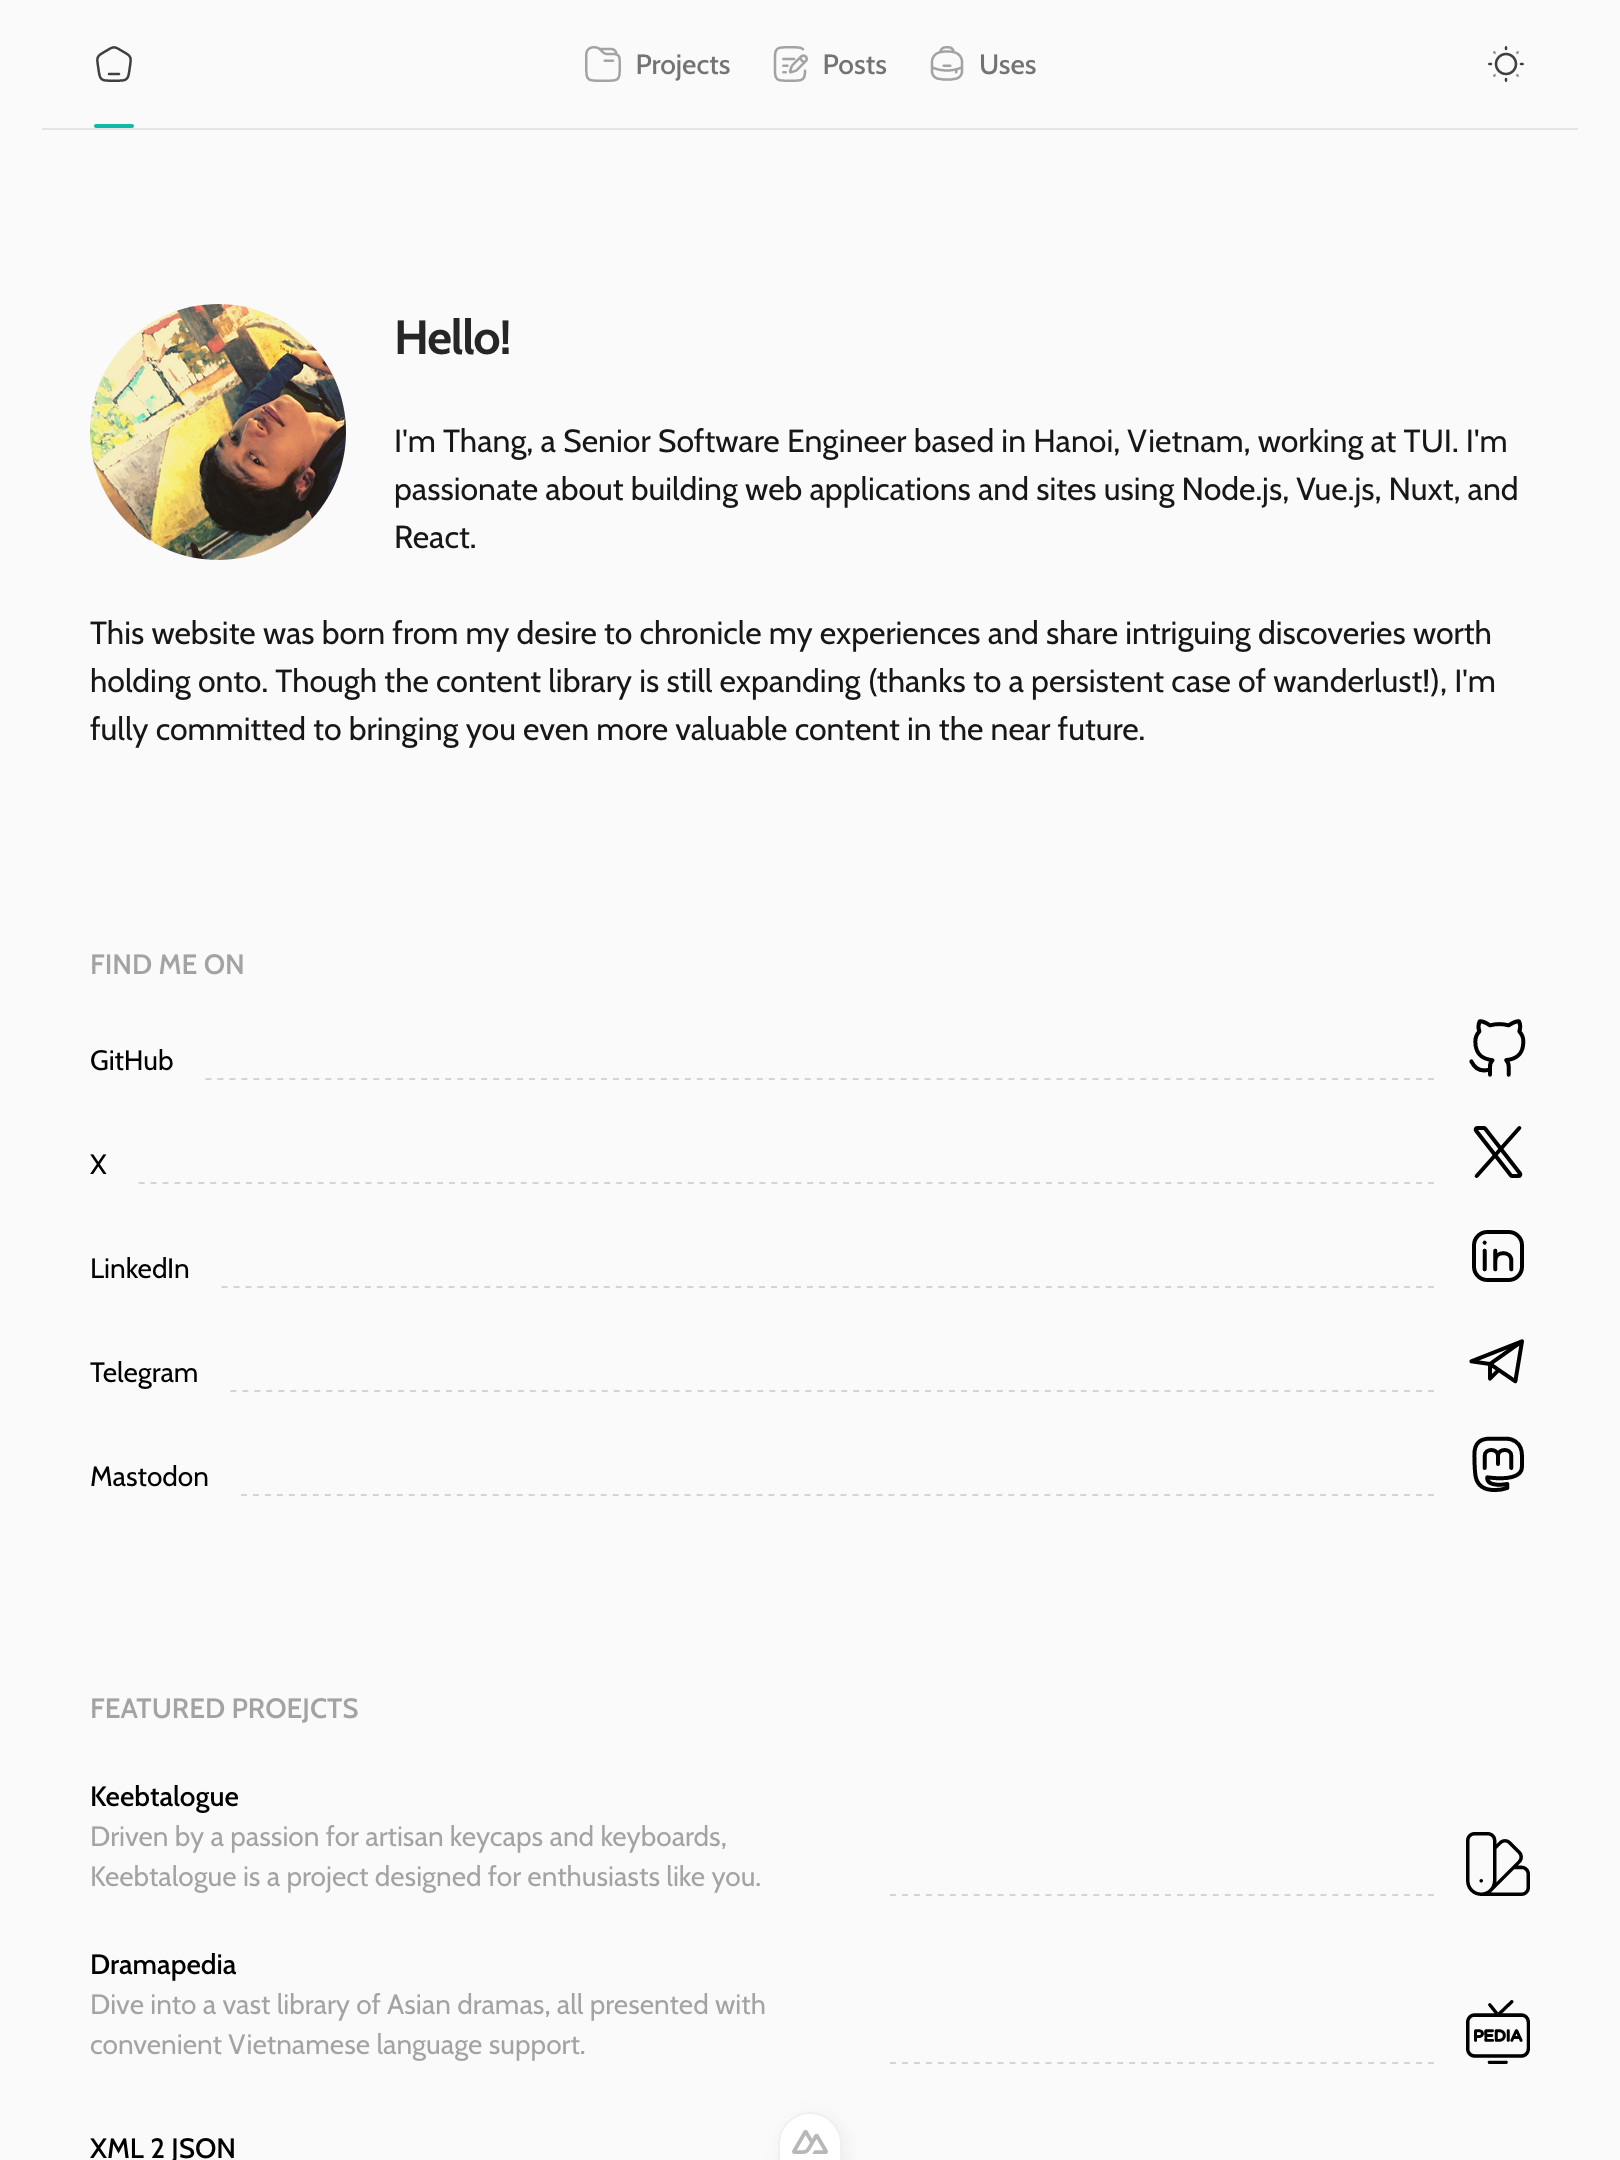 Projects
Posts
Uses
Hello!
I'm Thang, a Senior Software Engineer based in Hanoi, Vietnam, working at TUI. I'm
passionate about building web applications and sites using Node.js, Vue.js, Nuxt, and
React.
This website was born from my desire to chronicle my experiences and share intriguing discoveries worth
holding onto. Though the content library is still expanding (thanks to a persistent case of wanderlust!), I'm
fully committed to bringing you even more valuable content in the near future.
FIND ME ON
GitHub
X
LinkedIn
in
Telegram
Mastodon
m
FEATURED PROEJCTS
Keebtalogue
Driven by a passion for artisan keycaps and keyboards,
Keebtalogue is a project designed for enthusiasts like you.
Dramapedia
Dive into a vast library of Asian dramas, all presented with
convenient Vietnamese language support.
PEDIA
XML 2 JSON